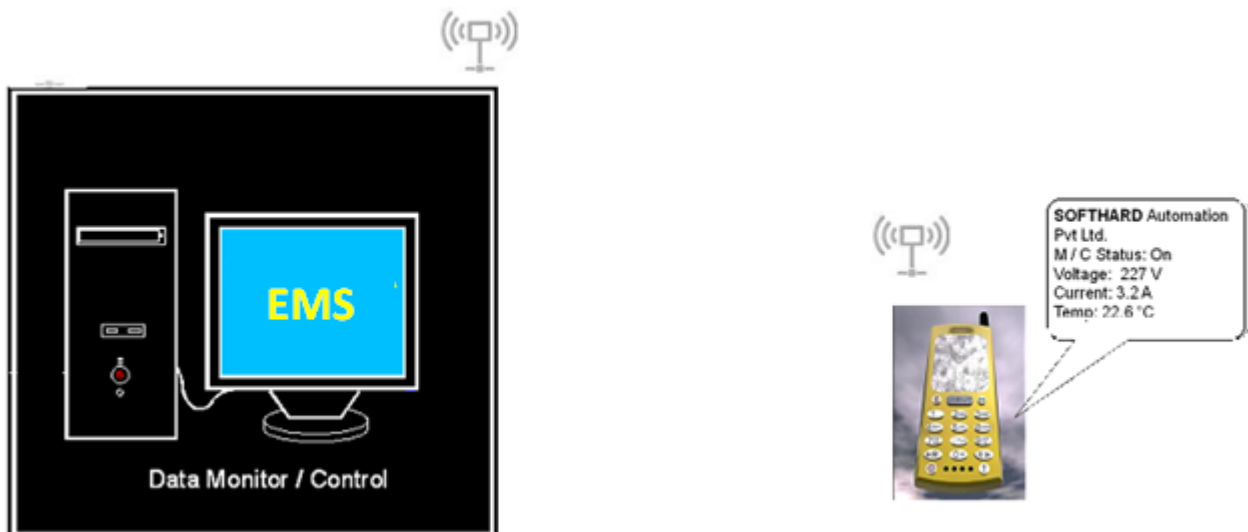 EMS
Data Monitor / Control
SOFTHARD Automation
Pvt Ltd.
M / C Status: On
Voltage: 227 V
Current: 3.2 A
Temp: 22.6 °C